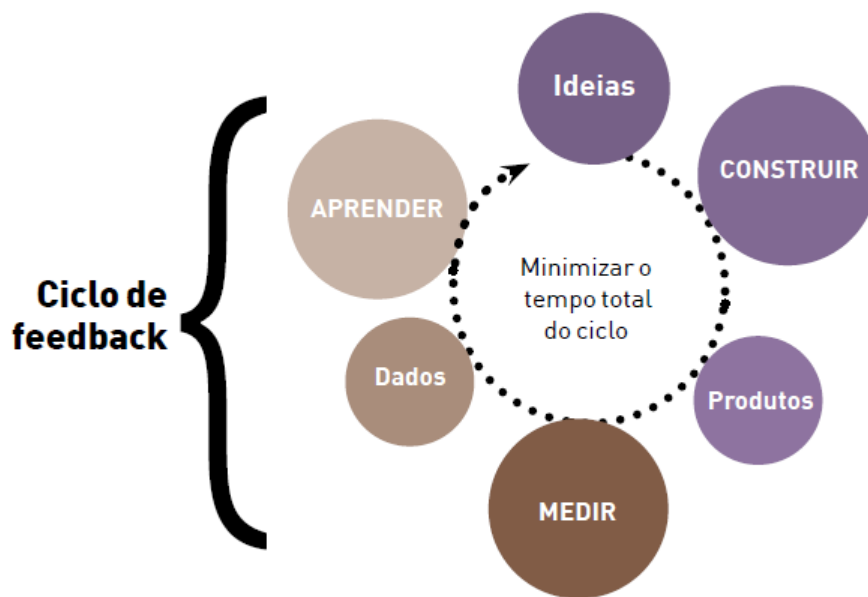 Ideias
CONSTRUIR
APRENDER
Minimizar o
tempo total
do ciclo
Ciclo de
feedback
Dados
Produtos
MEDIR